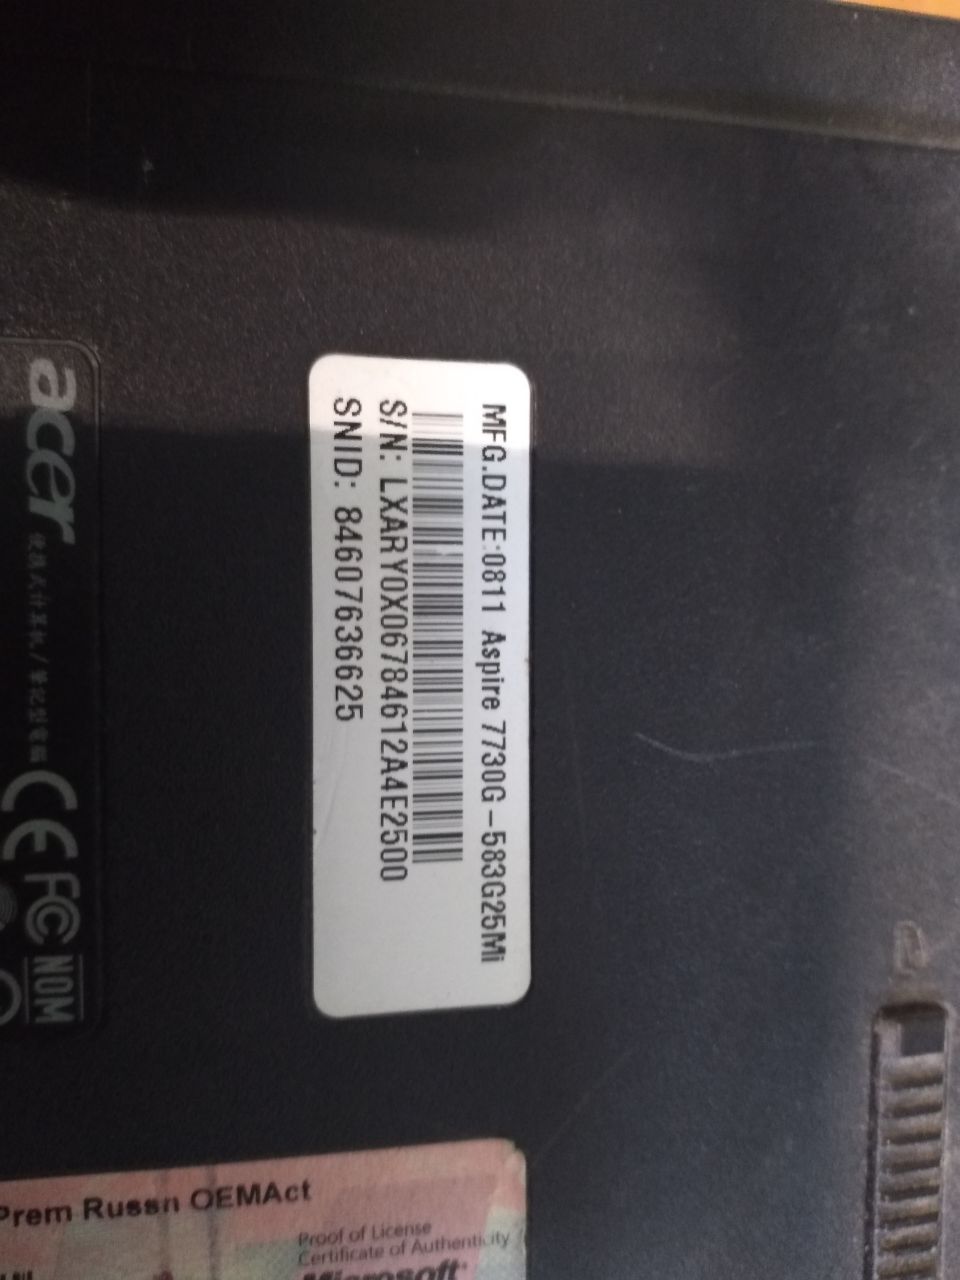 MFG.DATE:0811 Aspire 7730G-583G25Mi
S/N: LXARY0X06784612A4E2500
SNID: 84607636625
acer
CE FC NOM
Prem Russn OEMAct
Proof of License
Certificate of Authenticity
Microsoft